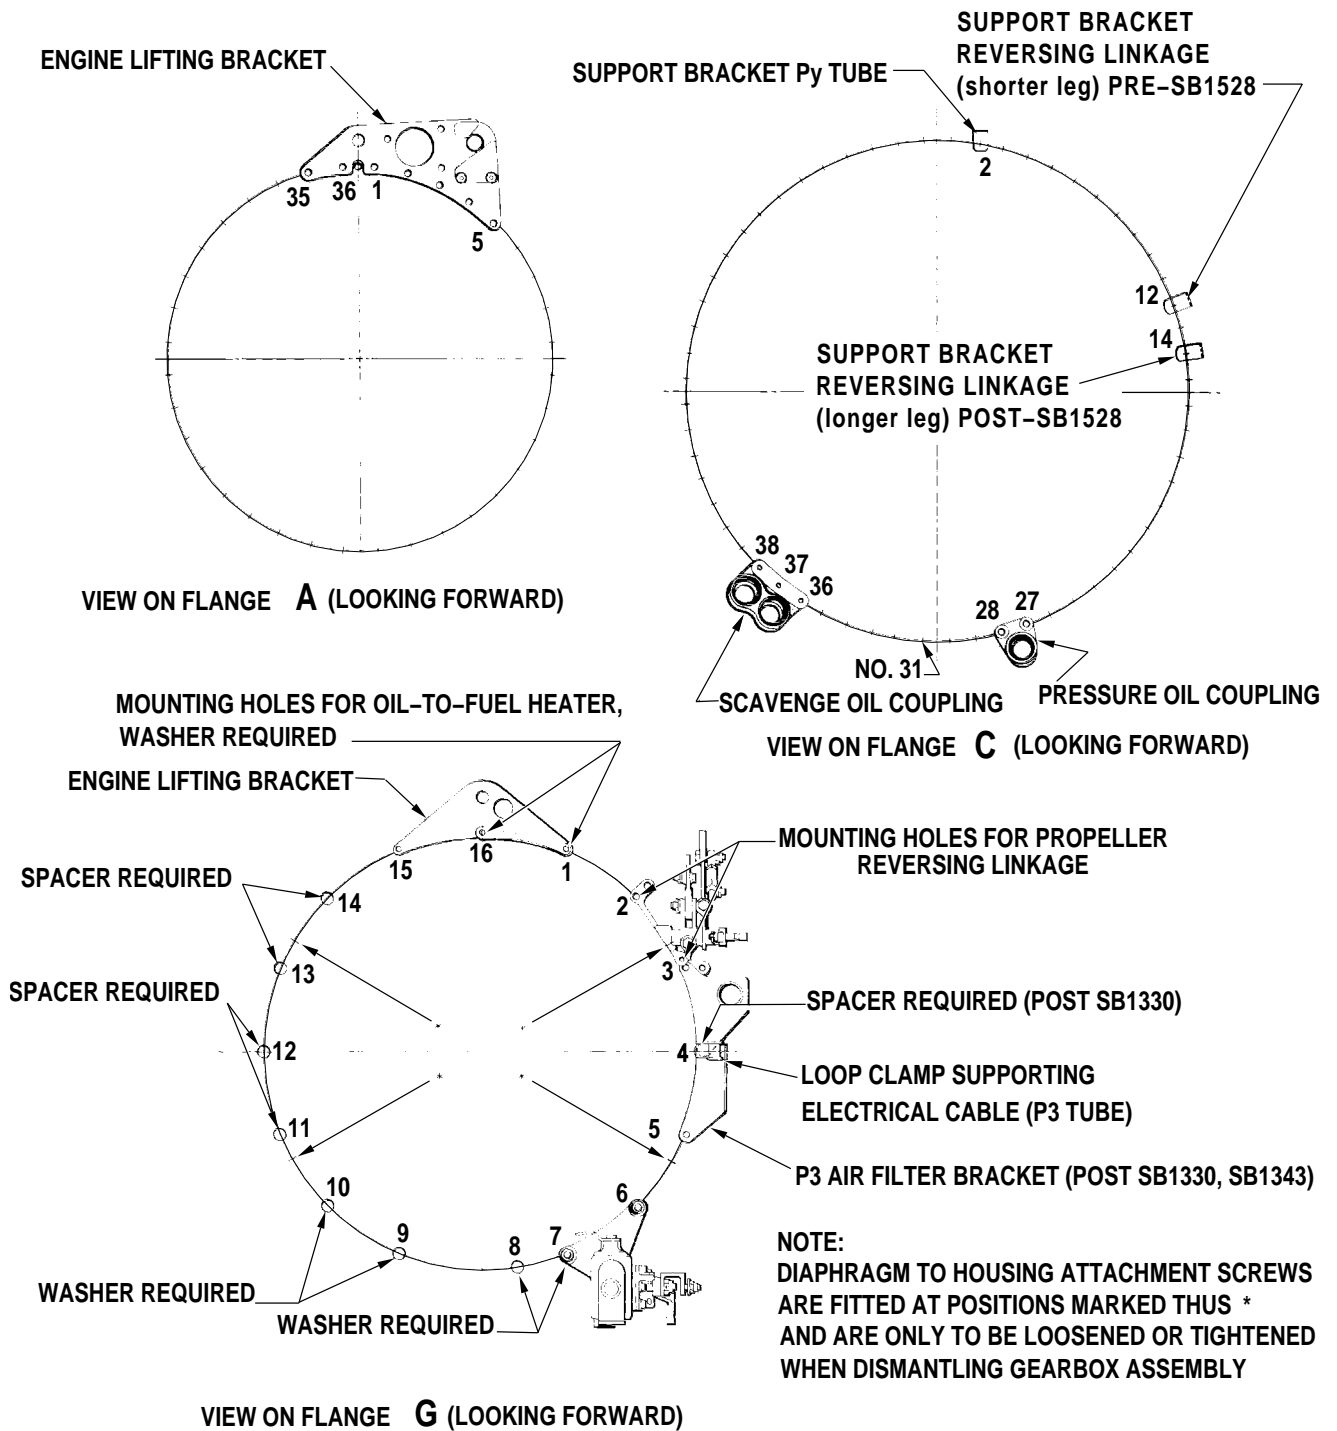 ENGINE LIFTING BRACKET
35 36 1
5
VIEW ON FLANGE A (LOOKING FORWARD)
SUPPORT BRACKET
REVERSING LINKAGE
(shorter leg) PRE–SB1528
SUPPORT BRACKET Py TUBE
2
12
14
SUPPORT BRACKET
REVERSING LINKAGE
(longer leg) POST–SB1528
38
37
36
28 27
NO. 31
SCAVENGE OIL COUPLING
PRESSURE OIL COUPLING
VIEW ON FLANGE C (LOOKING FORWARD)
MOUNTING HOLES FOR OIL–TO–FUEL HEATER,
WASHER REQUIRED
ENGINE LIFTING BRACKET
15 16 1
MOUNTING HOLES FOR PROPELLER
REVERSING LINKAGE
SPACER REQUIRED
14
2
13
3
SPACER REQUIRED
SPACER REQUIRED (POST SB1330)
12
4
LOOP CLAMP SUPPORTING
ELECTRICAL CABLE (P3 TUBE)
11
5
P3 AIR FILTER BRACKET (POST SB1330, SB1343)
10
6
9
8
7
WASHER REQUIRED
WASHER REQUIRED
NOTE:
DIAPHRAGM TO HOUSING ATTACHMENT SCREWS
ARE FITTED AT POSITIONS MARKED THUS *
AND ARE ONLY TO BE LOOSENED OR TIGHTENED
WHEN DISMANTLING GEARBOX ASSEMBLY
VIEW ON FLANGE G (LOOKING FORWARD)